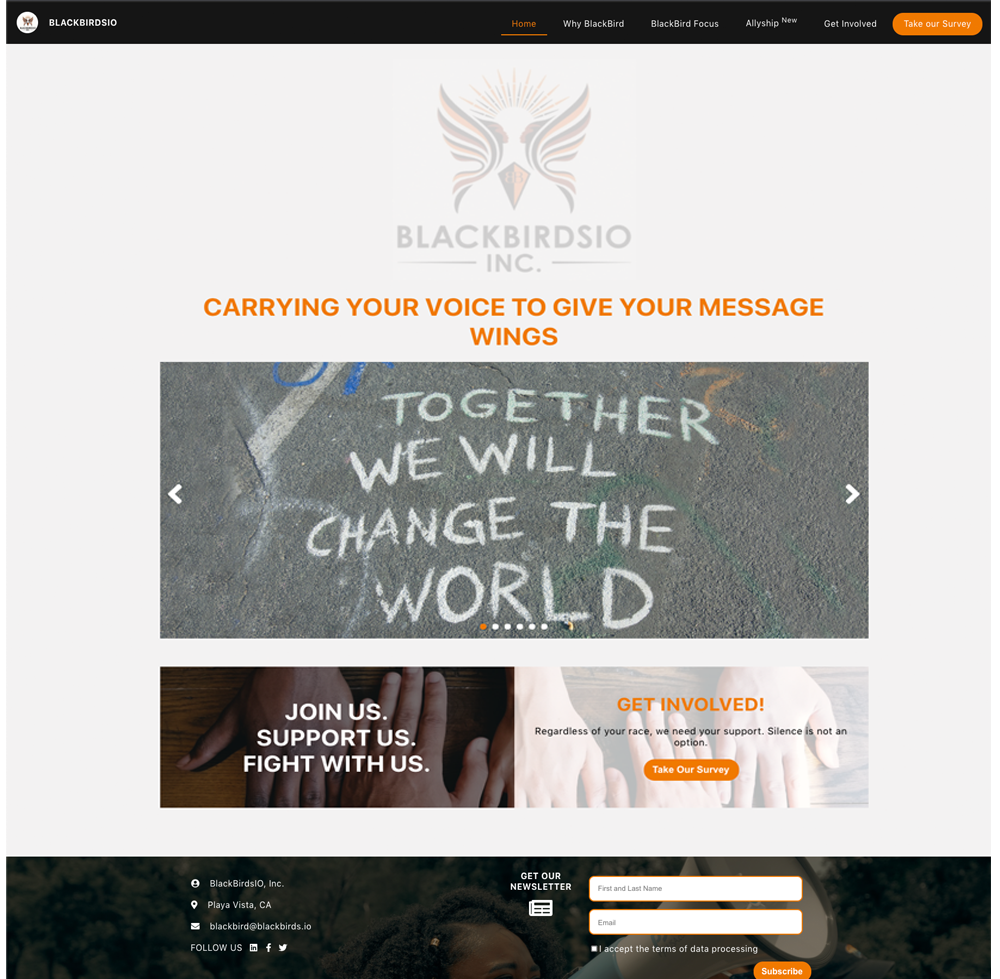 BLACKBIRDSIO
Home Why BlackBird BlackBird Focus Allyship New Get Involved Take our Survey
BLACKBIRDSIO
INC.
CARRYING YOUR VOICE TO GIVE YOUR MESSAGE
WINGS
TOGETHER
WE WILL
CHANGE THE
WORLD
JOIN US.
SUPPORT US.
FIGHT WITH US.
GET INVOLVED!
Regardless of your race, we need your support. Silence is not an
option.
Take Our Survey
BlackBirdsIO, Inc.
Playa Vista, CA
blackbird@blackbirds.io
FOLLOW US
GET OUR
NEWSLETTER
First and Last Name
Email
I accept the terms of data processing
Subscribe